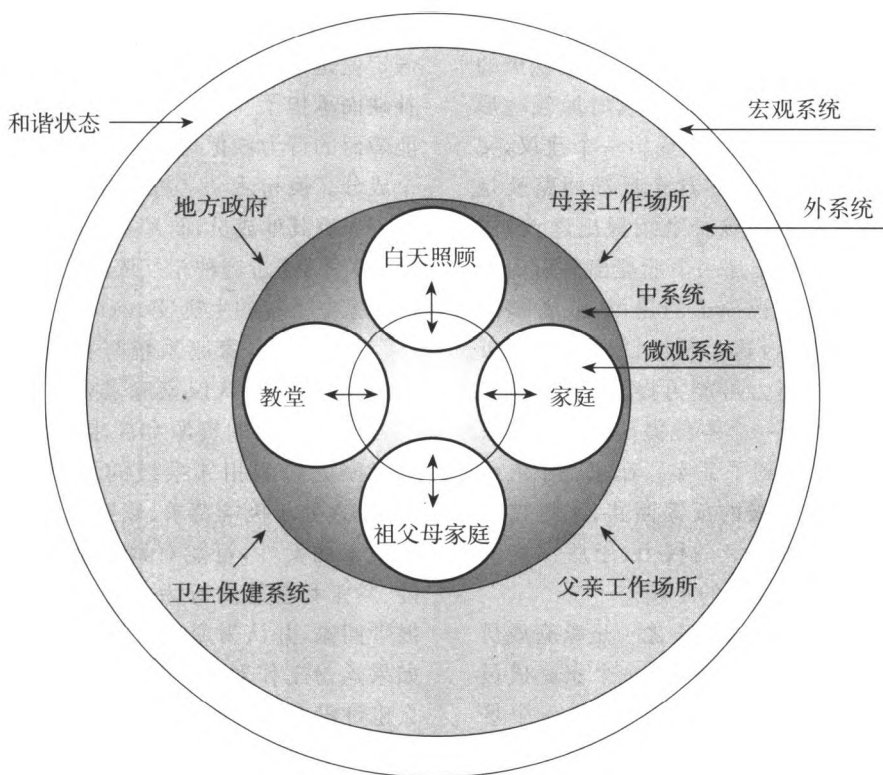 和谐状态
宏观系统
地方政府
母亲工作场所
外系统
白天照顾
中系统
微观系统
教堂
家庭
祖父母家庭
卫生保健系统
父亲工作场所